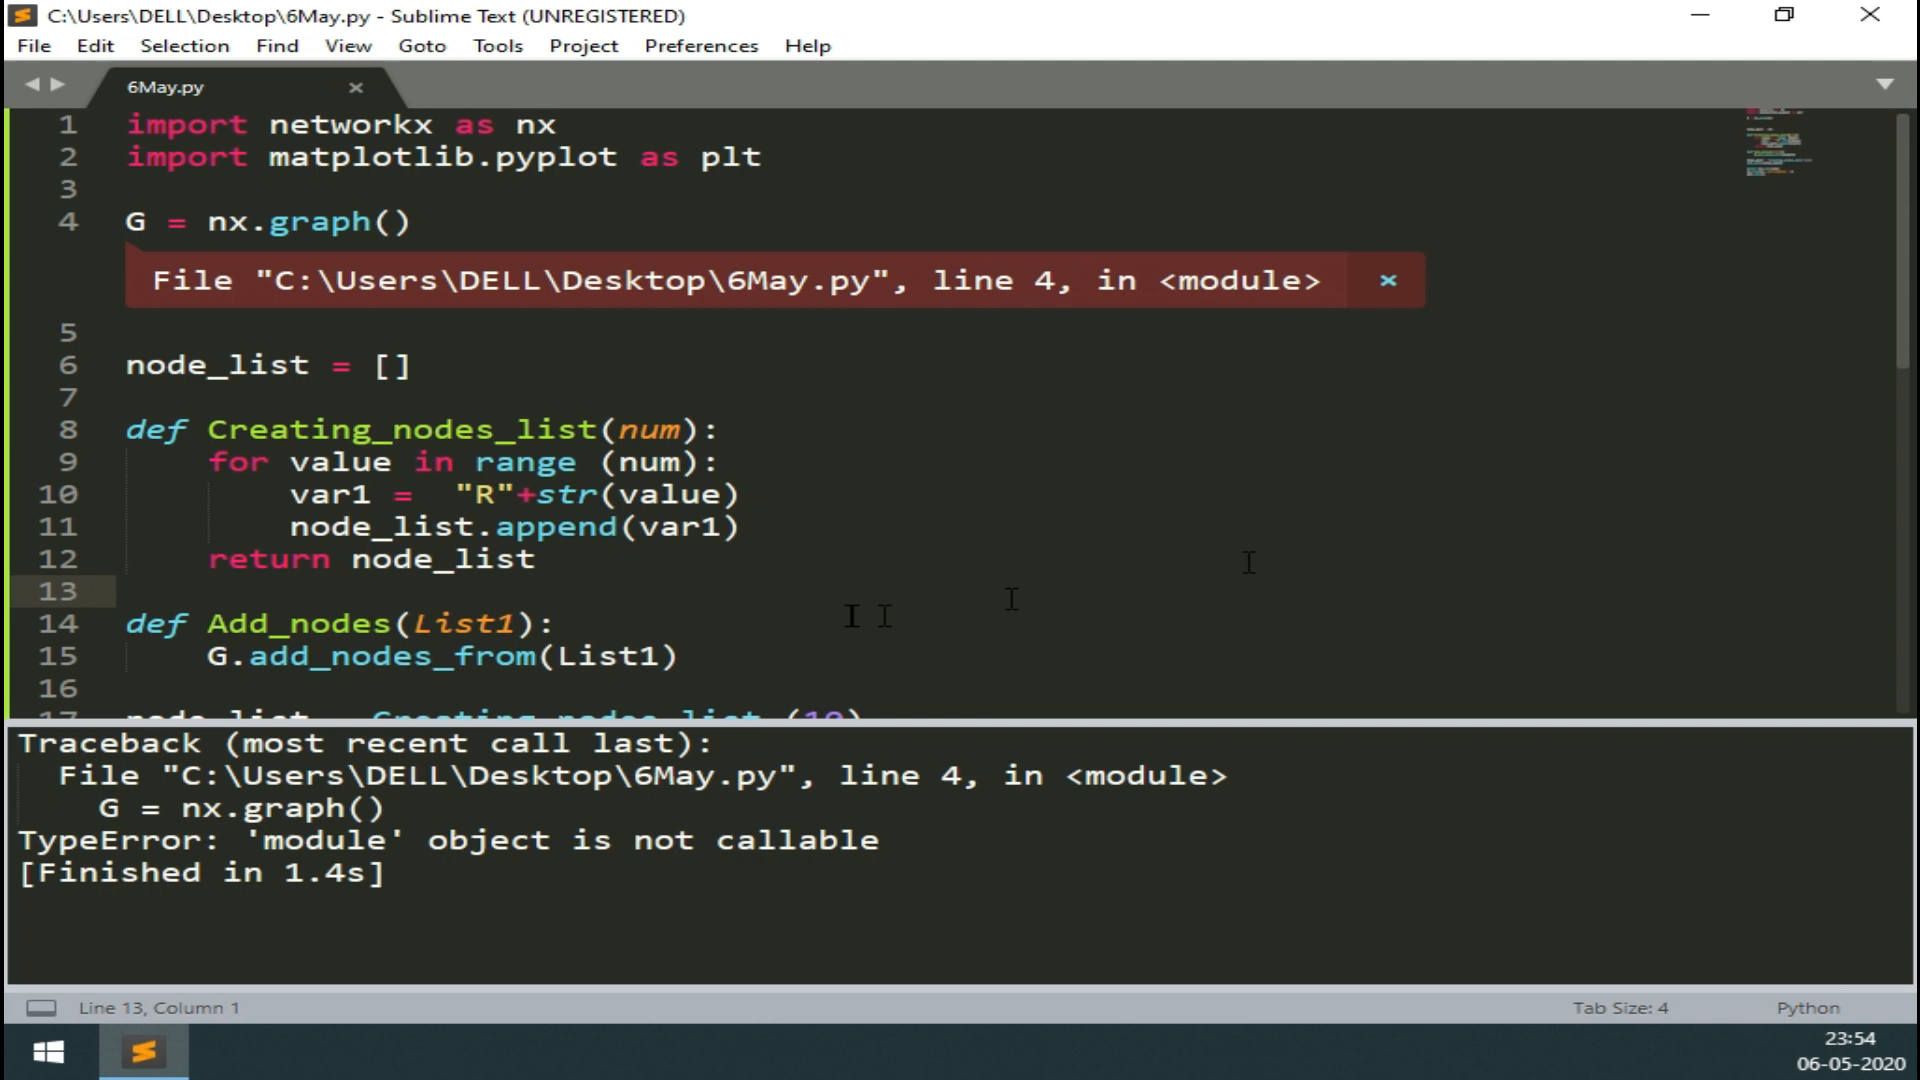 C:\Users\DELL\Desktop\6May.py - Sublime Text (UNREGISTERED)
File Edit Selection Find View Goto Tools Project Preferences Help
6May.py
1 import networkx as nx
2 import matplotlib.pyplot as plt
3
4 G = nx.graph()
File "C:\Users\DELL\Desktop\6May.py", line 4, in <module>
5
6 node_list = []
7
8 def Creating_nodes_list(num):
9 for value in range (num):
10 var1 = "R"+str(value)
11 node_list.append(var1)
12 return node_list
13
14 def Add_nodes(List1):
15 G.add_nodes_from(List1)
16
17 node_list = Creating_nodes_list (10)
Traceback (most recent call last):
File "C:\Users\DELL\Desktop\6May.py", line 4, in <module>
G = nx.graph()
TypeError: 'module' object is not callable
[Finished in 1.4s]
Line 13, Column 1 Tab Size: 4 Python
23:54
06-05-2020